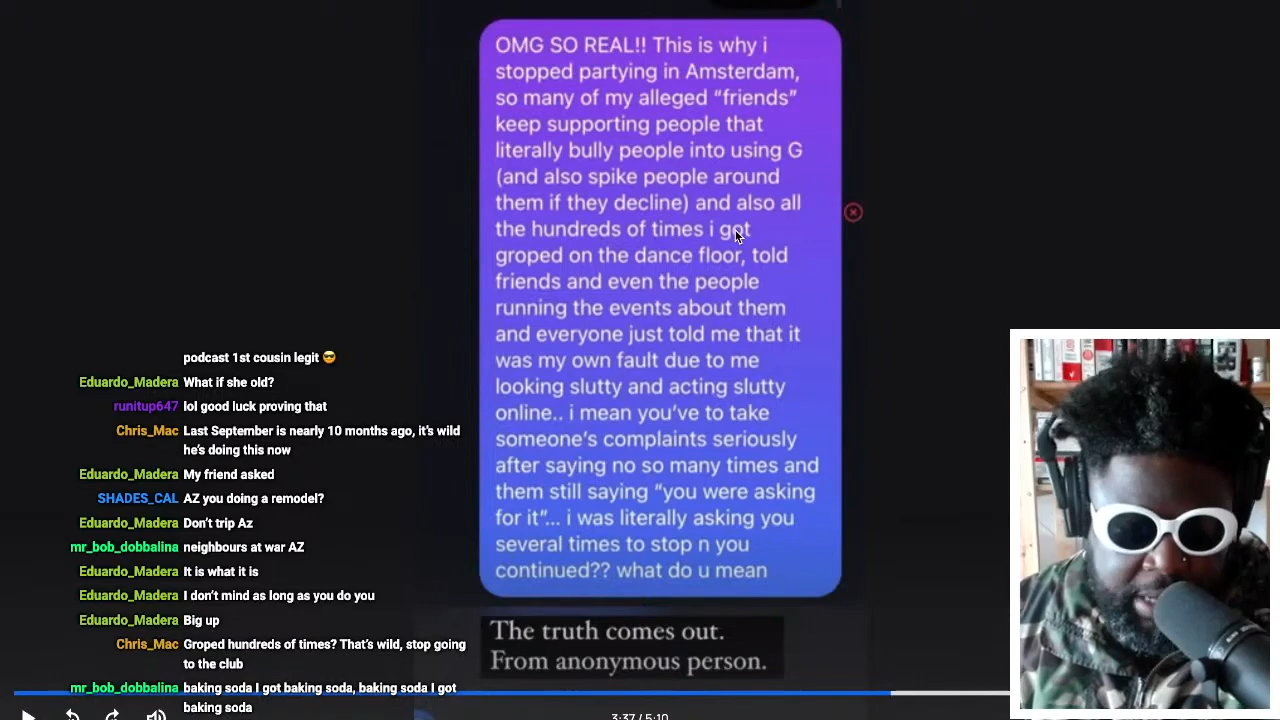 OMG SO REAL!! This is why i
stopped partying in Amsterdam,
so many of my alleged “friends”
keep supporting people that
literally bully people into using G
(and also spike people around
them if they decline) and also all
the hundreds of times i got
groped on the dance floor, told
friends and even the people
running the events about them
and everyone just told me that it
was my own fault due to me
looking slutty and acting slutty
online.. i mean you’ve to take
someone’s complaints seriously
after saying no so many times and
them still saying “you were asking
for it”... i was literally asking you
several times to stop n you
continued?? what do u mean
The truth comes out.
From anonymous person.
podcast 1st cousin legit 😎
Eduardo_Madera What if she old?
runitup647 lol good luck proving that
Chris_Mac Last September is nearly 10 months ago, it’s wild
he’s doing this now
Eduardo_Madera My friend asked
SHADES_CAL AZ you doing a remodel?
Eduardo_Madera Don’t trip Az
mr_bob_dobbalina neighbours at war AZ
Eduardo_Madera It is what it is
Eduardo_Madera I don’t mind as long as you do you
Eduardo_Madera Big up
Chris_Mac Groped hundreds of times? That’s wild, stop going
to the club
mr_bob_dobbalina baking soda I got baking soda, baking soda I got
baking soda
3:37 / 5:10